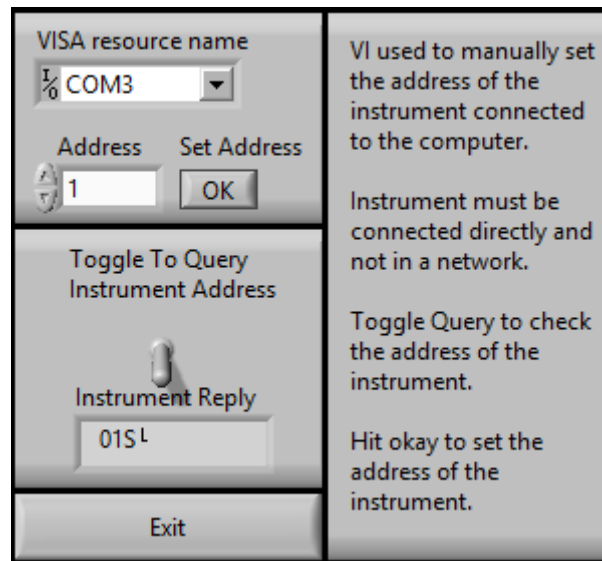 VISA resource name
I/O COM3
Address Set Address
1 OK
Toggle To Query
Instrument Address
Instrument Reply
01S└
Exit
VI used to manually set
the address of the
instrument connected
to the computer.
Instrument must be
connected directly and
not in a network.
Toggle Query to check
the address of the
instrument.
Hit okay to set the
address of the
instrument.